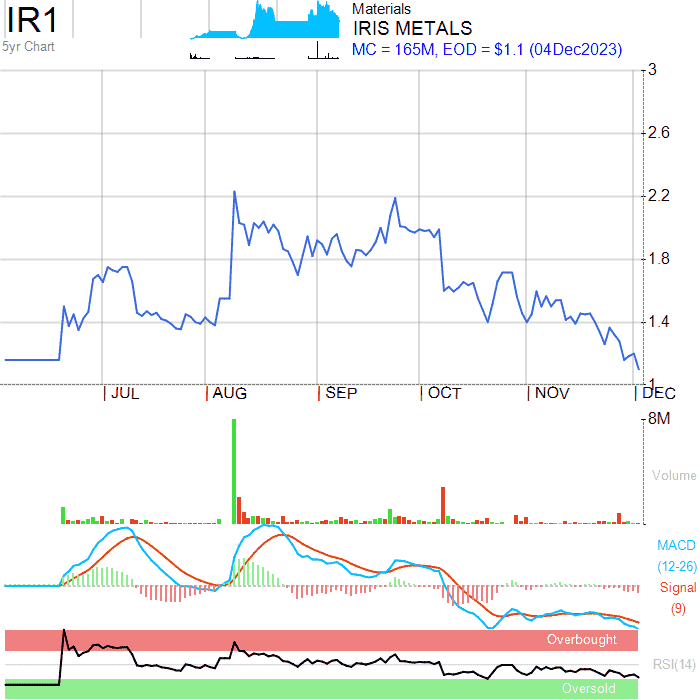 IR1
5yr Chart
Materials
IRIS METALS
MC = 165M, EOD = $1.1 (04Dec2023)
3
2.6
2.2
1.8
1.4
1
JUL AUG SEP OCT NOV DEC
8M
Volume
MACD
(12-26)
Signal
(9)
Overbought
RSI(14)
Oversold